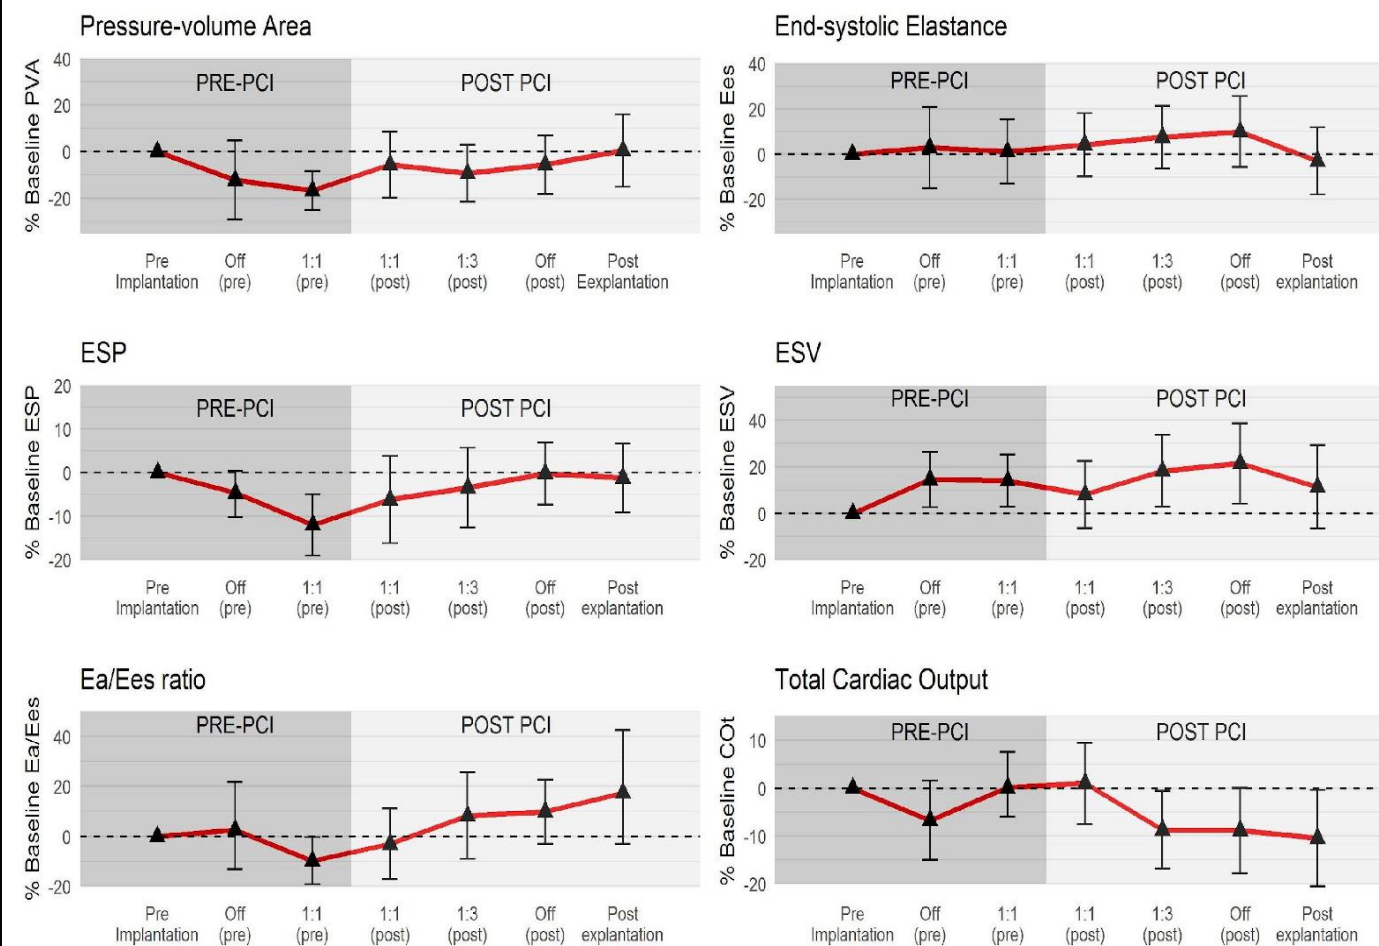 Pressure-volume Area
% Baseline PVA
40
20
0
-20
PRE-PCI
POST PCI
Pre Off 1:1 1:1 1:3 Off Post
Implantation (pre) (pre) (post) (post) (post) Eexplantation
End-systolic Elastance
% Baseline Ees
40
20
0
-20
PRE-PCI
POST PCI
Pre Off 1:1 1:1 1:3 Off Post
Implantation (pre) (pre) (post) (post) (post) explantation
ESP
% Baseline ESP
20
10
0
-10
-20
PRE-PCI
POST PCI
Pre Off 1:1 1:1 1:3 Off Post
Implantation (pre) (pre) (post) (post) (post) explantation
ESV
% Baseline ESV
40
20
0
-20
PRE-PCI
POST PCI
Pre Off 1:1 1:1 1:3 Off Post
Implantation (pre) (pre) (post) (post) (post) explantation
Ea/Ees ratio
% Baseline Ea/Ees
40
20
0
-20
PRE-PCI
POST PCI
Pre Off 1:1 1:1 1:3 Off Post
Implantation (pre) (pre) (post) (post) (post) explantation
Total Cardiac Output
% Baseline COt
10
0
-10
-20
PRE-PCI
POST PCI
Pre Off 1:1 1:1 1:3 Off Post
Implantation (pre) (pre) (post) (post) (post) explantation